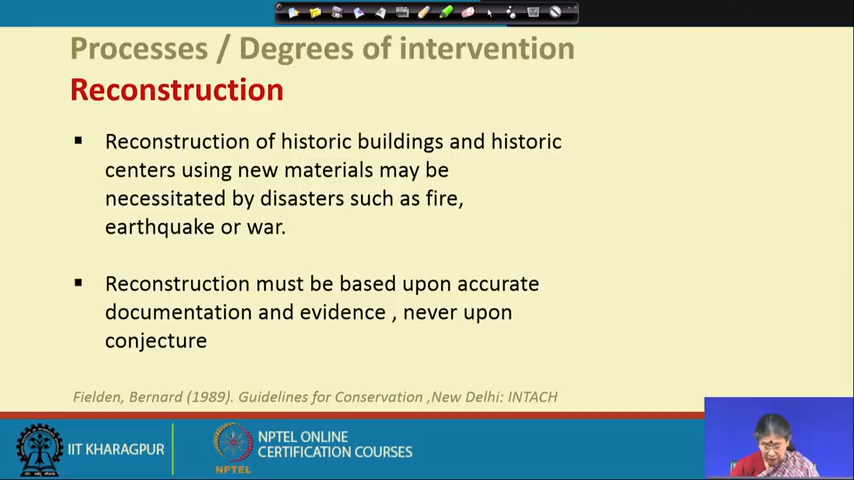 Processes / Degrees of intervention
Reconstruction
▪ Reconstruction of historic buildings and historic
centers using new materials may be
necessitated by disasters such as fire,
earthquake or war.
▪ Reconstruction must be based upon accurate
documentation and evidence , never upon
conjecture
Fielden, Bernard (1989). Guidelines for Conservation ,New Delhi: INTACH
IIT KHARAGPUR
NPTEL
NPTEL ONLINE
CERTIFICATION COURSES